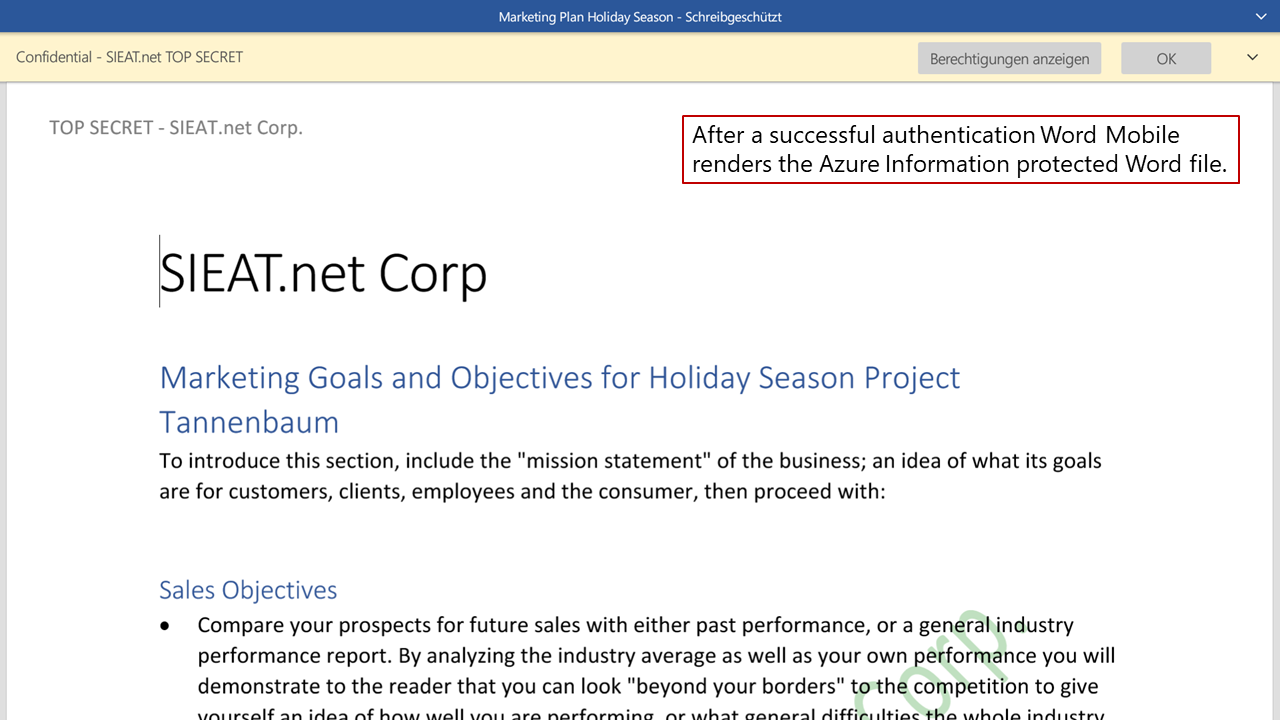 Marketing Plan Holiday Season - Schreibgeschützt
Confidential - SIEAT.net TOP SECRET
Berechtigungen anzeigen
OK
TOP SECRET - SIEAT.net Corp.
After a successful authentication Word Mobile
renders the Azure Information protected Word file.
SIEAT.net Corp
Marketing Goals and Objectives for Holiday Season Project
Tannenbaum
To introduce this section, include the "mission statement" of the business; an idea of what its goals
are for customers, clients, employees and the consumer, then proceed with:
Sales Objectives
• Compare your prospects for future sales with either past performance, or a general industry
performance report. By analyzing the industry average as well as your own performance you will
demonstrate to the reader that you can look "beyond your borders" to the competition to give
yourself an idea of how well you are performing, or what general difficulties the whole industry
Corp.